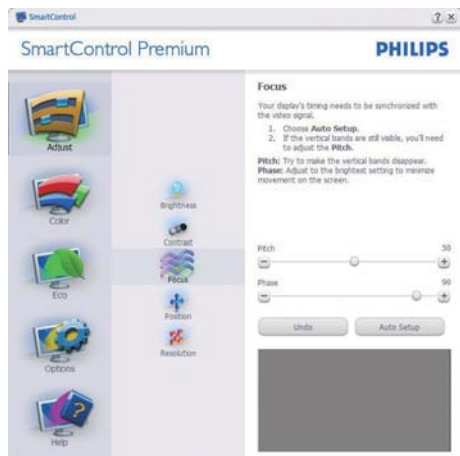 SmartControl
SmartControl Premium
PHILIPS
Adjust
Color
Eco
Options
Help
Brightness
Contrast
Focus
Position
Resolution
Focus
Your display's timing needs to be synchronized with
the video signal.
1. Choose Auto Setup.
2. If the vertical bands are still visible, you'll need
to adjust the Pitch.
Pitch: Try to make the vertical bands disappear.
Phase: Adjust to the brightest setting to minimize
movement on the screen.
Pitch 50
Phase 90
Undo Auto Setup